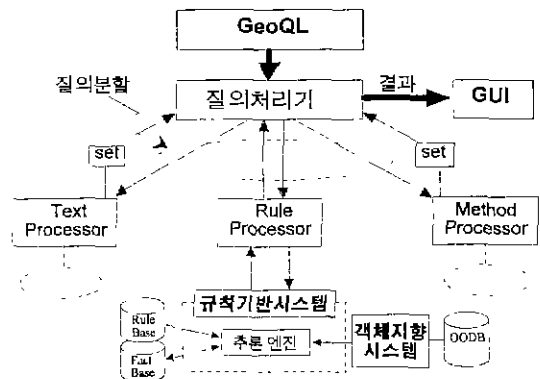 GeoQL
질의분할
질의처리기
결과
GUI
set
set
Text
Processor
Rule
Processor
Method
Processor
규칙기반시스템
Rule
Base
Fact
Base
추론 엔진
객체지향
시스템
OODB